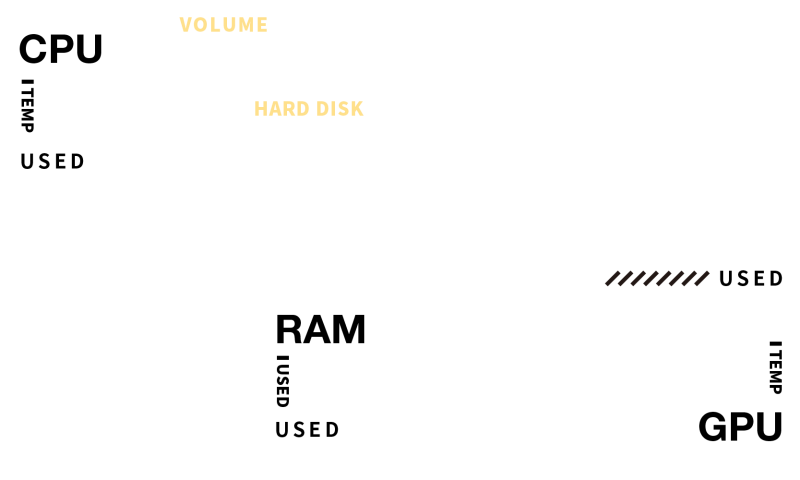 VOLUME
CPU
TEMP
HARD DISK
USED
USED
RAM
USED
TEMP
USED
GPU